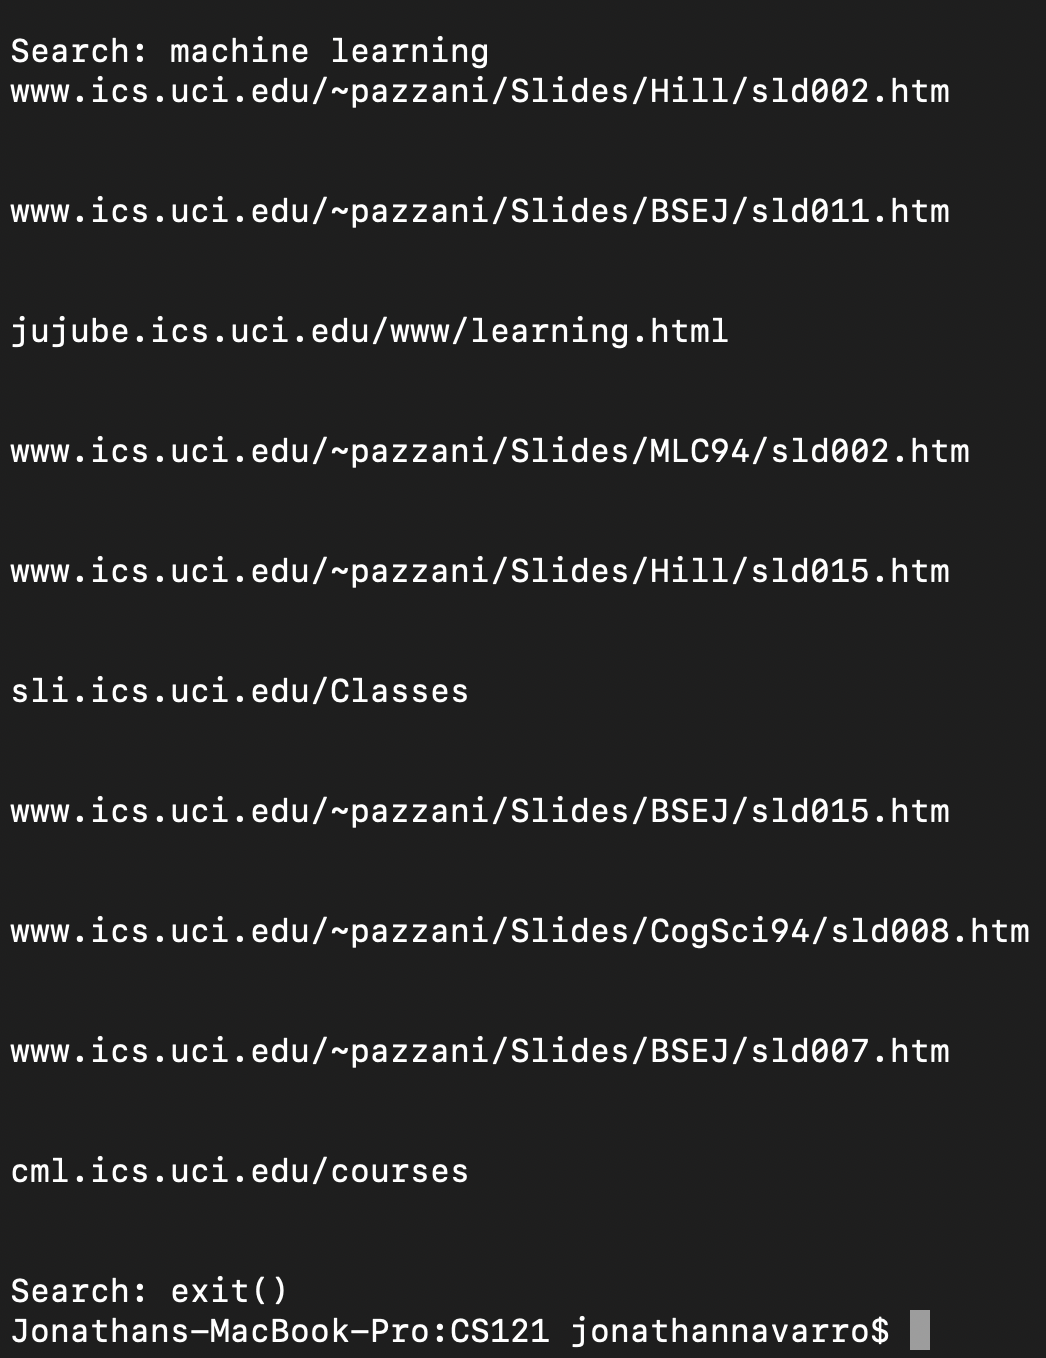 Search: machine learning
www.ics.uci.edu/~pazzani/Slides/Hill/sld002.htm
www.ics.uci.edu/~pazzani/Slides/BSEJ/sld011.htm
jujube.ics.uci.edu/www/learning.html
www.ics.uci.edu/~pazzani/Slides/MLC94/sld002.htm
www.ics.uci.edu/~pazzani/Slides/Hill/sld015.htm
sli.ics.uci.edu/Classes
www.ics.uci.edu/~pazzani/Slides/BSEJ/sld015.htm
www.ics.uci.edu/~pazzani/Slides/CogSci94/sld008.htm
www.ics.uci.edu/~pazzani/Slides/BSEJ/sld007.htm
cml.ics.uci.edu/courses
Search: exit()
Jonathans-MacBook-Pro:CS121 jonathannavarro$